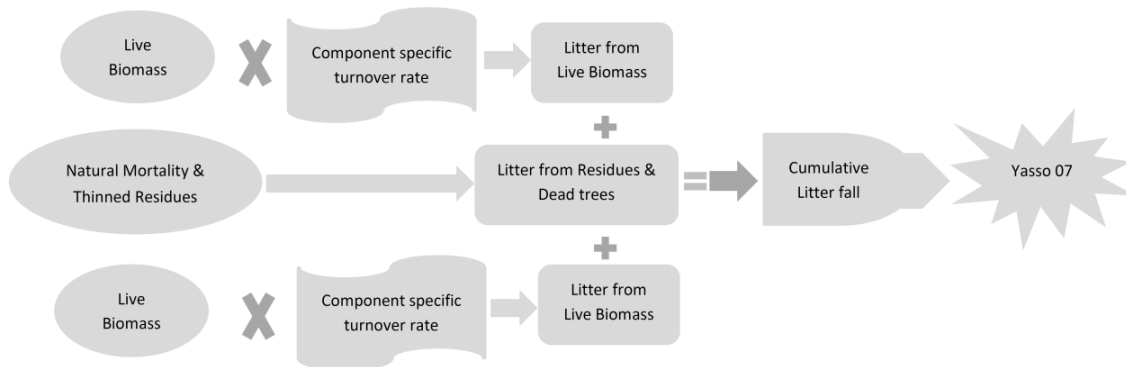 Live
Biomass
Component specific
turnover rate
Litter from
Live Biomass
Natural Mortality &
Thinned Residues
Litter from Residues &
Dead trees
Cumulative
Litter fall
Yasso 07
Live
Biomass
Component specific
turnover rate
Litter from
Live Biomass